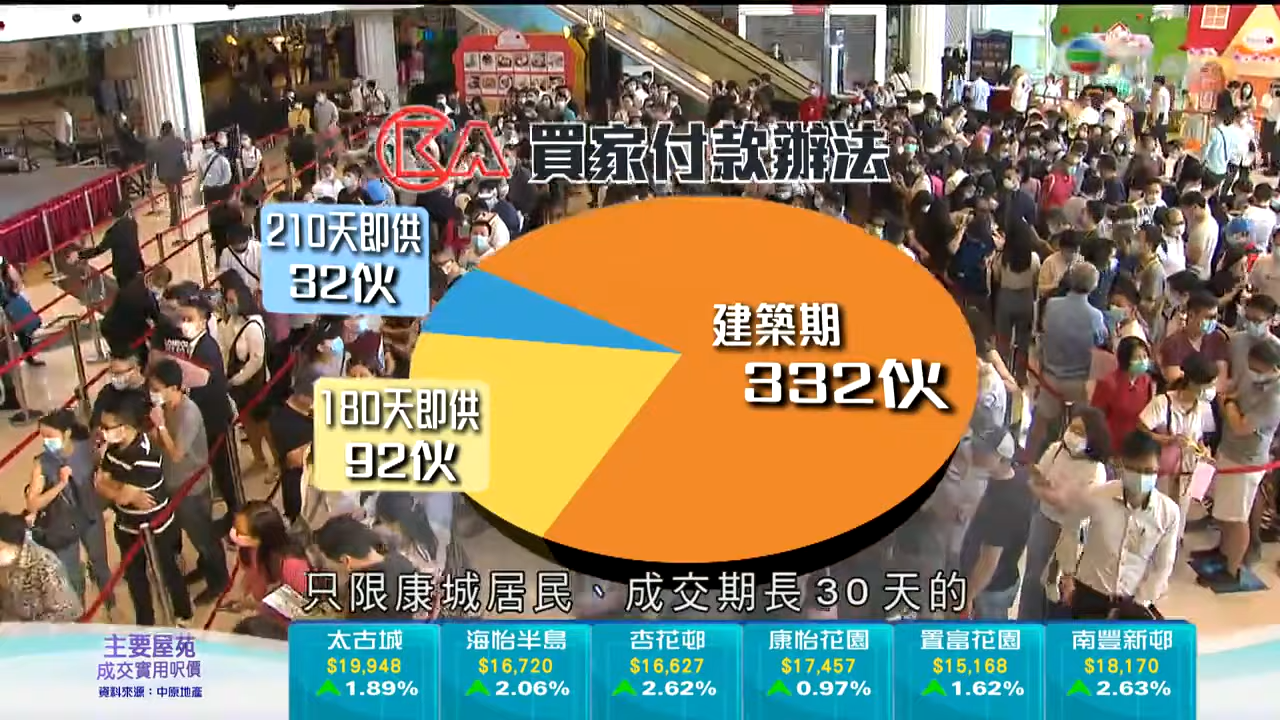 買家付款辦法
210天即供
32伙
建築期
332伙
180天即供
92伙
只限康城居民、成交期長30天的
主要屋苑
成交實用呎價
資料來源：中原地產
太古城
$19,948
1.89%
海怡半島
$16,720
2.06%
杏花邨
$16,627
2.62%
康怡花園
$17,457
0.97%
置富花園
$15,168
1.62%
南豐新邨
$18,170
2.63%